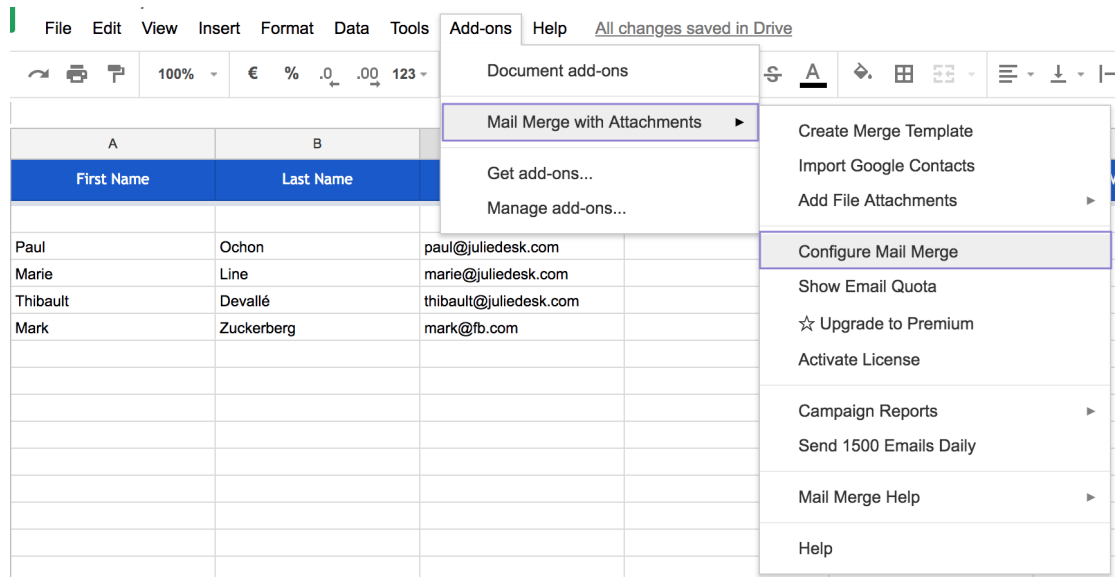 File Edit View Insert Format Data Tools Add-ons Help All changes saved in Drive
100% € % .0 .00 123 A
Document add-ons
Mail Merge with Attachments
Get add-ons...
Manage add-ons...
Create Merge Template
Import Google Contacts
Add File Attachments
Configure Mail Merge
Show Email Quota
☆ Upgrade to Premium
Activate License
Campaign Reports
Send 1500 Emails Daily
Mail Merge Help
Help
A B
First Name Last Name
Paul Ochon paul@juliedesk.com
Marie Line marie@juliedesk.com
Thibault Devallé thibault@juliedesk.com
Mark Zuckerberg mark@fb.com